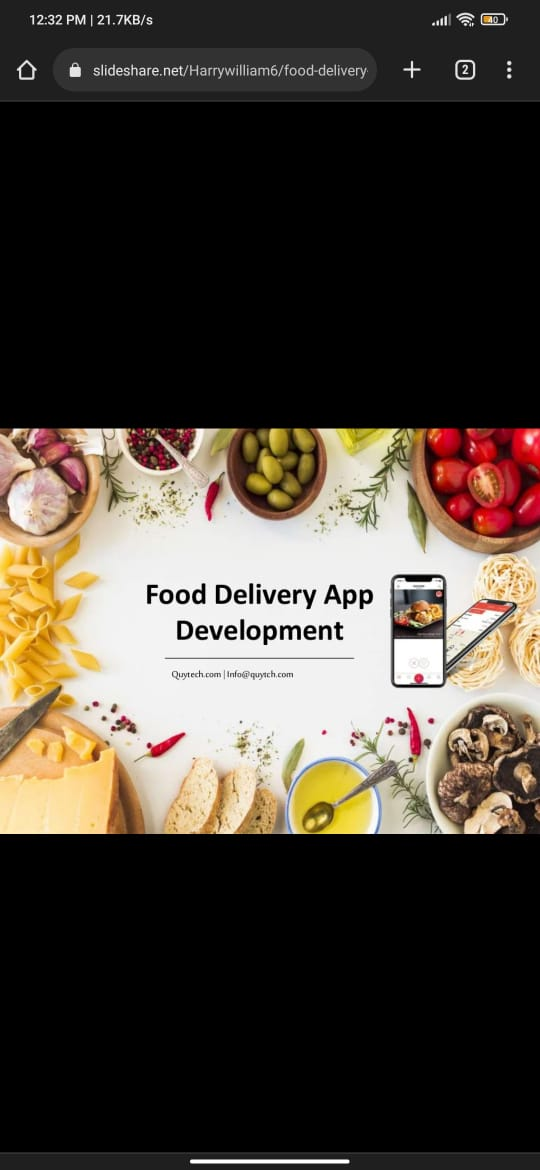 12:32 PM | 21.7KB/s
40
slideshare.net/Harrywilliam6/food-delivery
2
Food Delivery App
Development
Quytech.com | Info@quytch.com